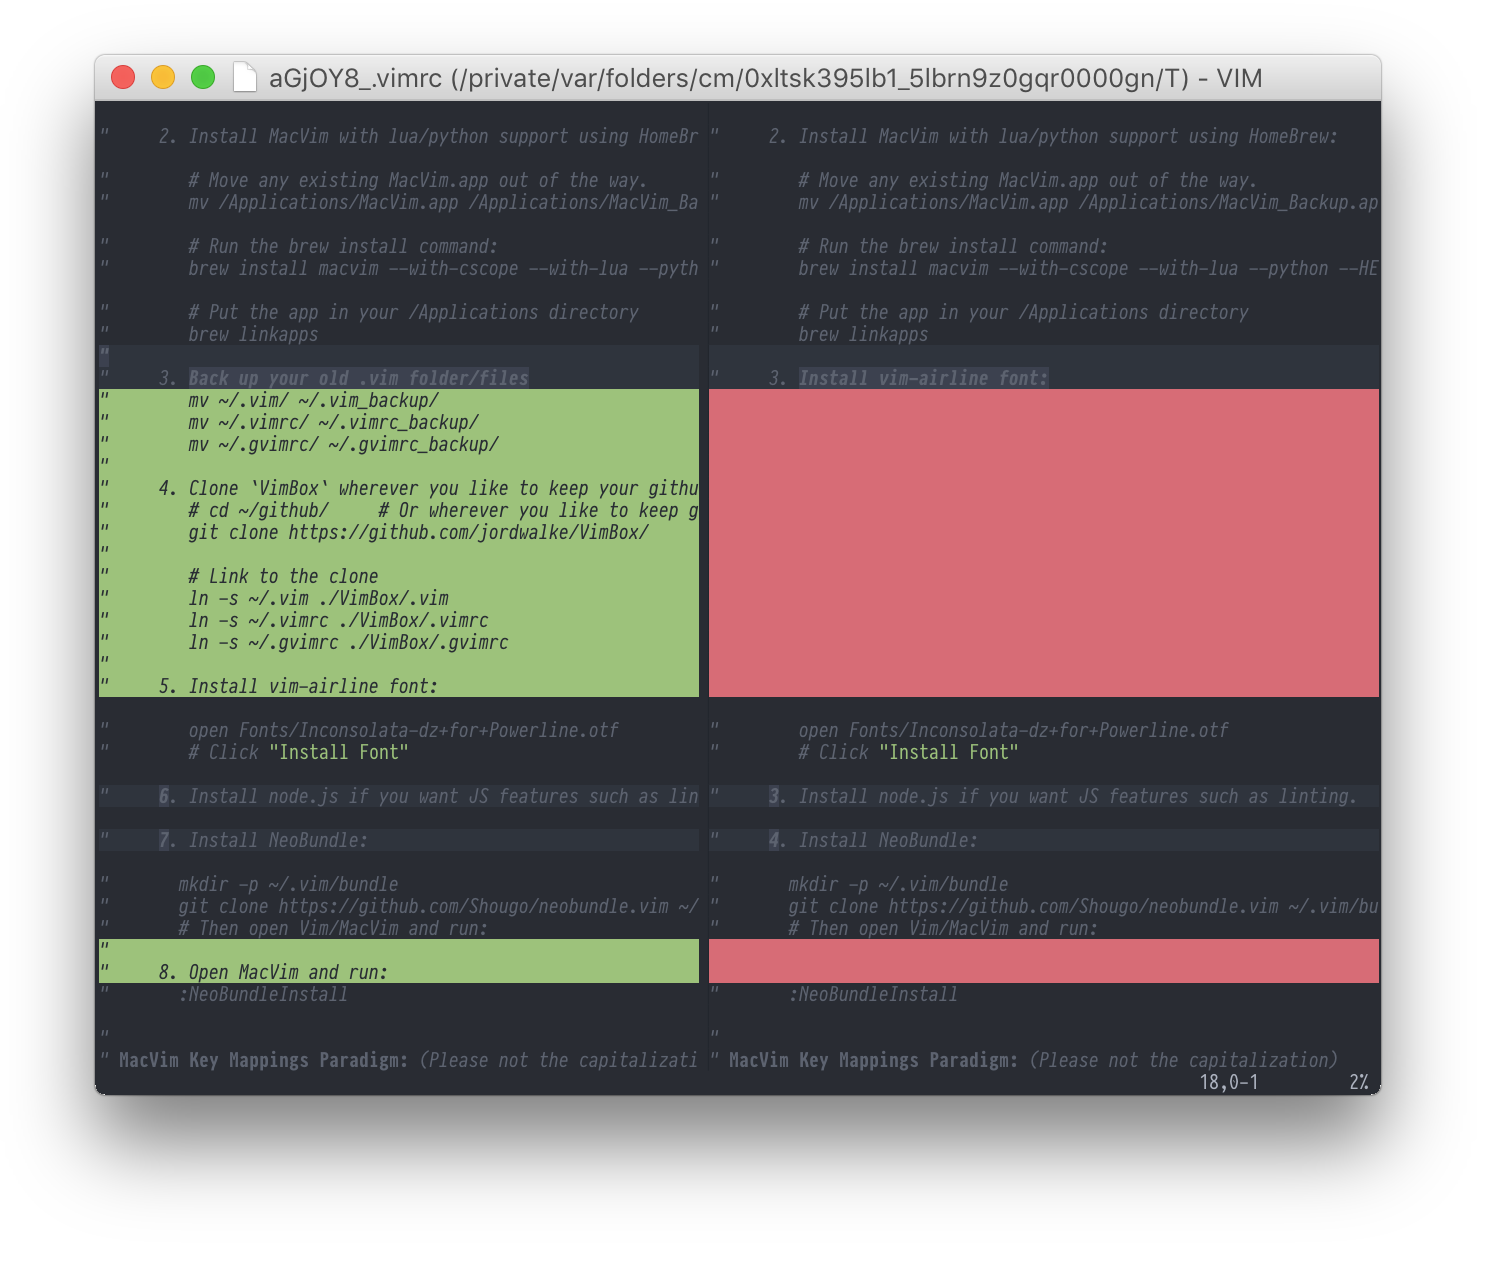 aGjOY8_.vimrc (/private/var/folders/cm/0xltsk395lb1_5lbrn9z0gqr0000gn/T) - VIM
"     2. Install MacVim with lua/python support using HomeBr
"        # Move any existing MacVim.app out of the way.
"        mv /Applications/MacVim.app /Applications/MacVim_Ba
"        # Run the brew install command:
"        brew install macvim --with-cscope --with-lua --pyth
"        # Put the app in your /Applications directory
"        brew linkapps
"
"     3. Back up your old .vim folder/files
"        mv ~/.vim/ ~/.vim_backup/
"        mv ~/.vimrc/ ~/.vimrc_backup/
"        mv ~/.gvimrc/ ~/.gvimrc_backup/
"
"     4. Clone `VimBox` wherever you like to keep your githu
"        # cd ~/github/     # Or wherever you like to keep g
"        git clone https://github.com/jordwalke/VimBox/
"
"        # Link to the clone
"        ln -s ~/.vim ./VimBox/.vim
"        ln -s ~/.vimrc ./VimBox/.vimrc
"        ln -s ~/.gvimrc ./VimBox/.gvimrc
"
"     5. Install vim-airline font:
"        open Fonts/Inconsolata-dz+for+Powerline.otf
"        # Click "Install Font"
"     6. Install node.js if you want JS features such as lin
"     7. Install NeoBundle:
"       mkdir -p ~/.vim/bundle
"       git clone https://github.com/Shougo/neobundle.vim ~/
"       # Then open Vim/MacVim and run:
"
"     8. Open MacVim and run:
"       :NeoBundleInstall
"
" MacVim Key Mappings Paradigm: (Please not the capitalizati
"     2. Install MacVim with lua/python support using HomeBrew:
"        # Move any existing MacVim.app out of the way.
"        mv /Applications/MacVim.app /Applications/MacVim_Backup.ap
"        # Run the brew install command:
"        brew install macvim --with-cscope --with-lua --python --HE
"        # Put the app in your /Applications directory
"        brew linkapps
"     3. Install vim-airline font:
"        open Fonts/Inconsolata-dz+for+Powerline.otf
"        # Click "Install Font"
"     3. Install node.js if you want JS features such as linting.
"     4. Install NeoBundle:
"       mkdir -p ~/.vim/bundle
"       git clone https://github.com/Shougo/neobundle.vim ~/.vim/bu
"       # Then open Vim/MacVim and run:
"       :NeoBundleInstall
"
" MacVim Key Mappings Paradigm: (Please not the capitalization)
18,0-1         2%